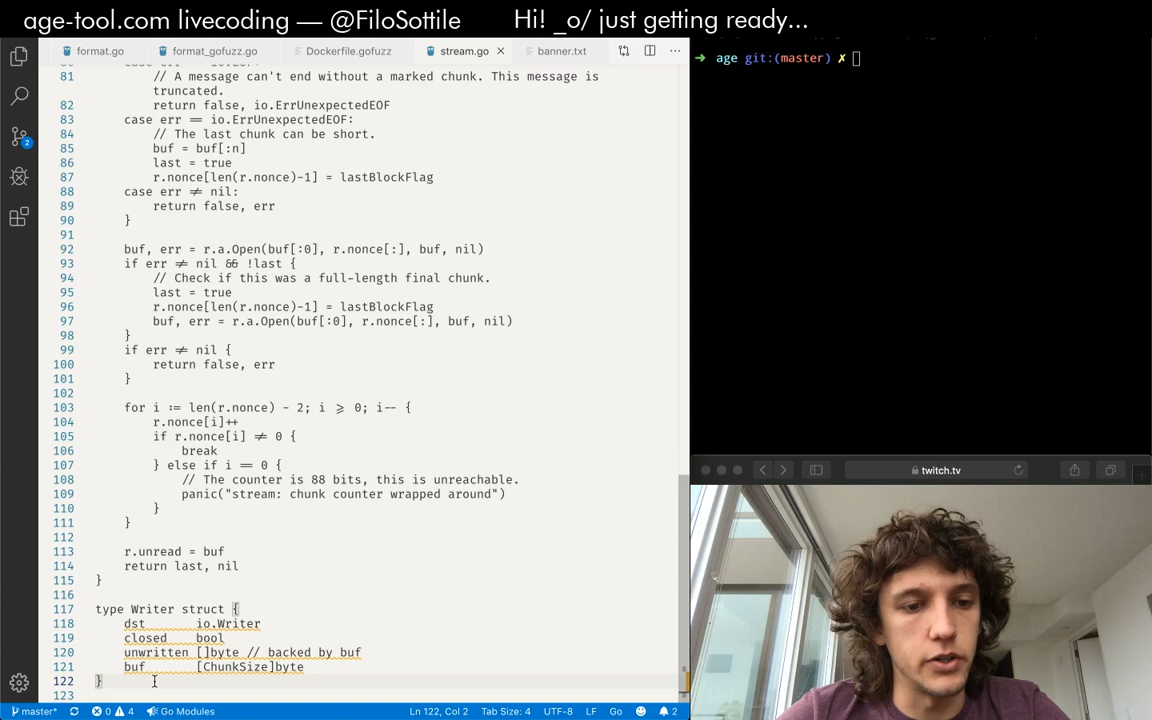 age-tool.com livecoding — @FiloSottile
Hi! _o/ just getting ready...
format.go
format_gofuzz.go
Dockerfile.gofuzz
stream.go
banner.txt
81 // A message can't end without a marked chunk. This message is
truncated.
82 return false, io.ErrUnexpectedEOF
83 case err == io.ErrUnexpectedEOF:
84 // The last chunk can be short.
85 buf = buf[:n]
86 last = true
87 r.nonce[len(r.nonce)-1] = lastBlockFlag
88 case err ≠ nil:
89 return false, err
90 }
91
92 buf, err = r.a.Open(buf[:0], r.nonce[:], buf, nil)
93 if err ≠ nil && !last {
94 // Check if this was a full-length final chunk.
95 last = true
96 r.nonce[len(r.nonce)-1] = lastBlockFlag
97 buf, err = r.a.Open(buf[:0], r.nonce[:], buf, nil)
98 }
99 if err ≠ nil {
100 return false, err
101 }
102
103 for i := len(r.nonce) - 2; i ⩾ 0; i-- {
104 r.nonce[i]++
105 if r.nonce[i] ≠ 0 {
106 break
107 } else if i == 0 {
108 // The counter is 88 bits, this is unreachable.
109 panic("stream: chunk counter wrapped around")
110 }
111 }
112
113 r.unread = buf
114 return last, nil
115 }
116
117 type Writer struct {
118 dst io.Writer
119 closed bool
120 unwritten []byte // backed by buf
121 buf [ChunkSize]byte
122 }
123
➜ age git:(master) ✗
twitch.tv
2
master* 0 4 Go Modules Ln 122, Col 2 Tab Size: 4 UTF-8 LF Go 2